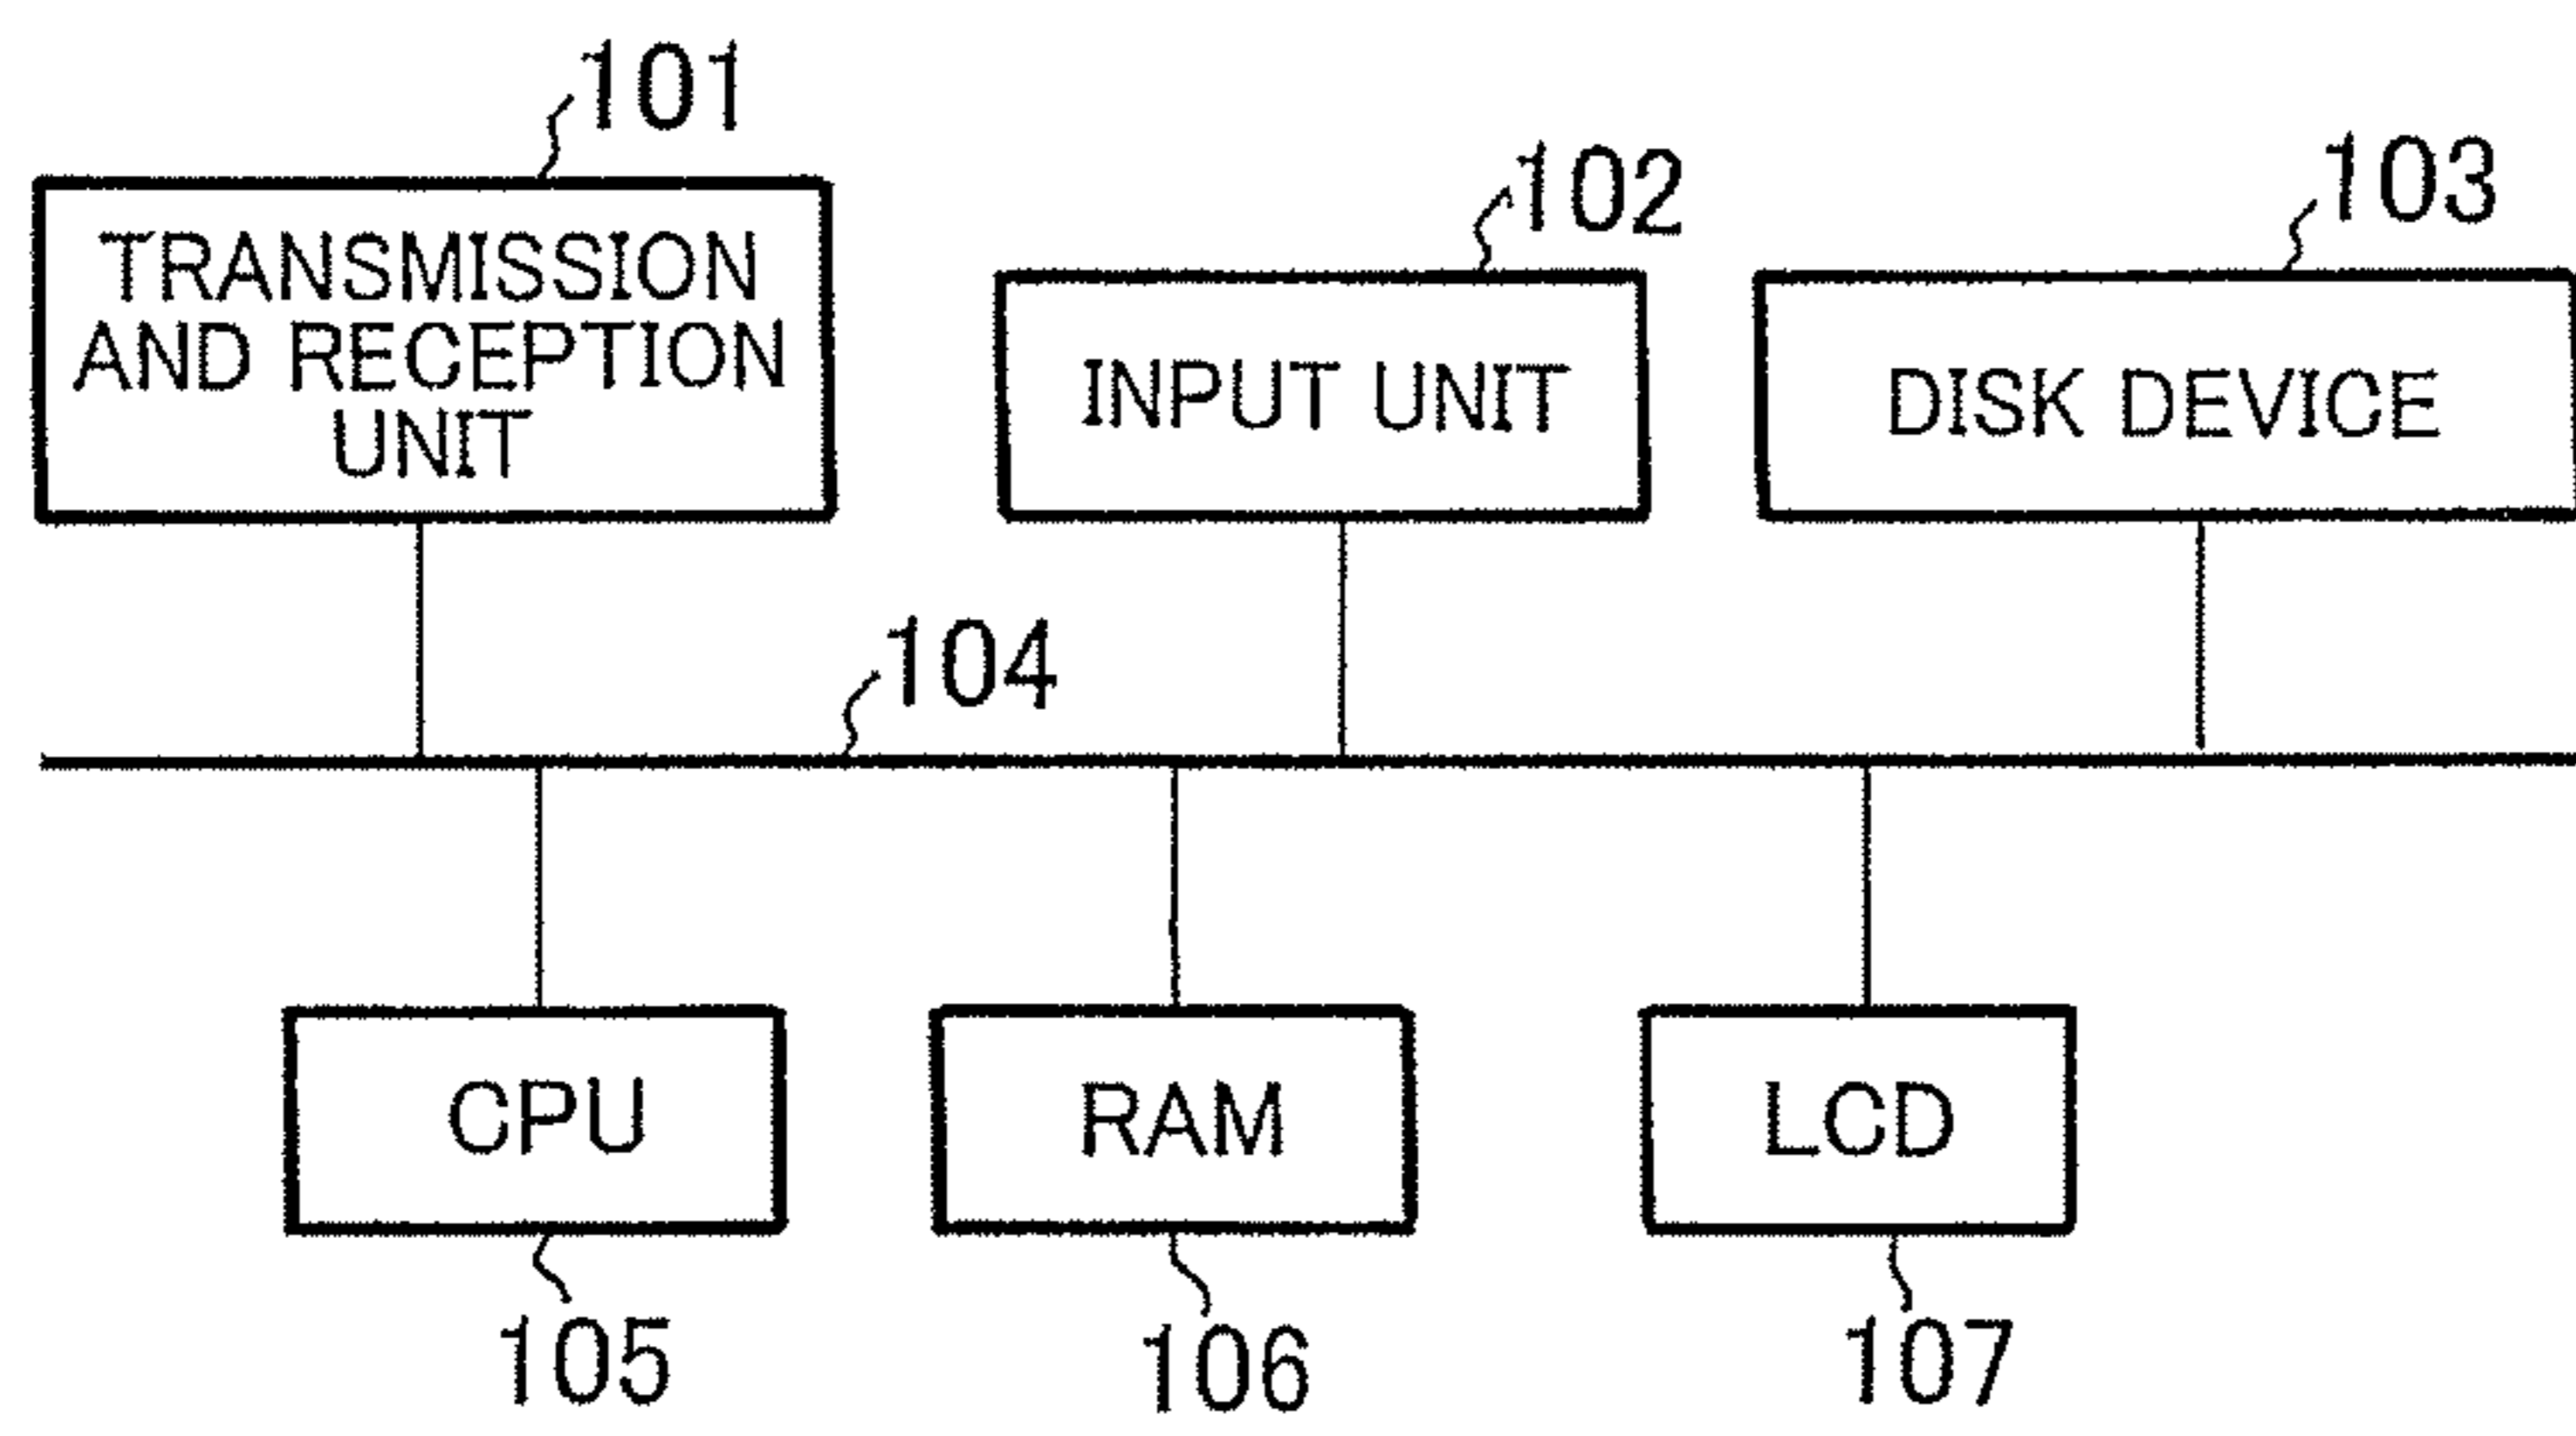 101
TRANSMISSION
AND RECEPTION
UNIT
102
INPUT UNIT
103
DISK DEVICE
104
CPU
105
RAM
106
LCD
107